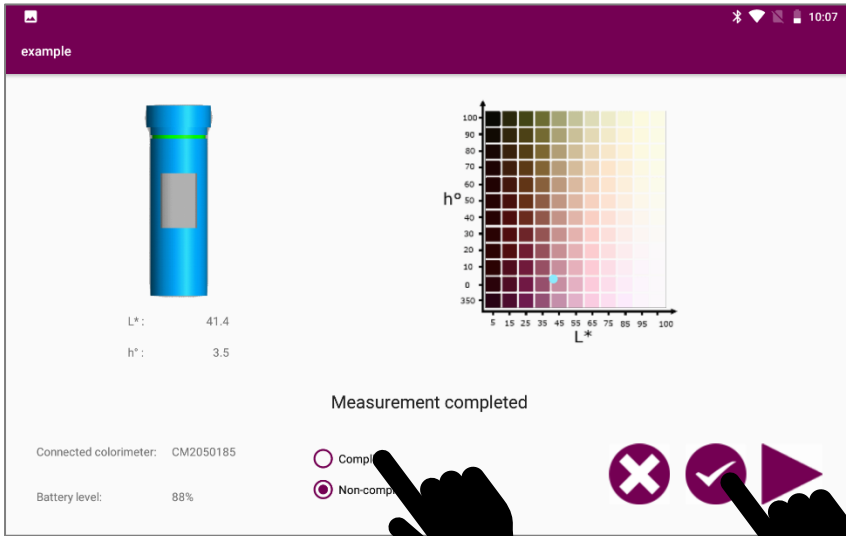 10:07
example
100
90
80
70
60
50
40
30
20
10
0
350
h°
5 15 25 35 45 55 65 75 85 95 100
L*
L* : 41.4
h° : 3.5
Measurement completed
Connected colorimeter: CM2050185
Battery level: 88%